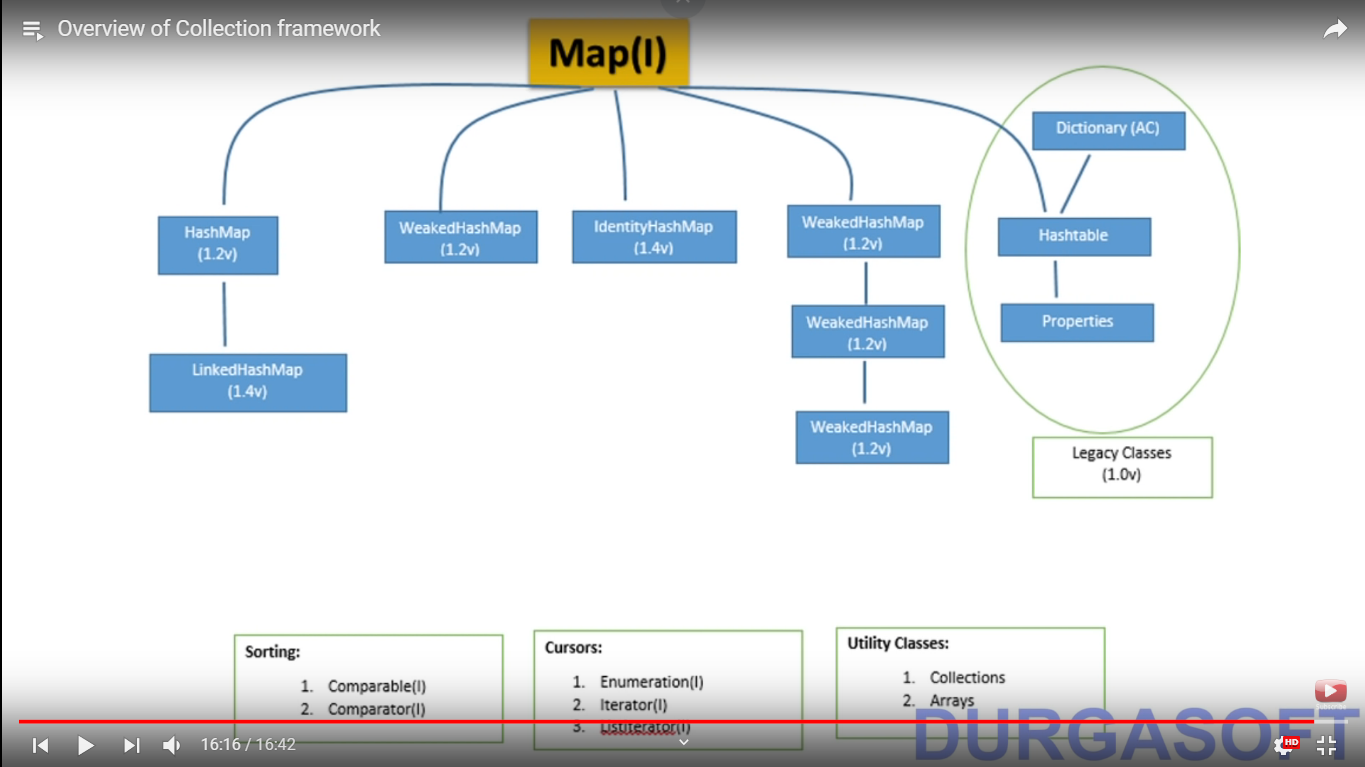 Overview of Collection framework
Map(I)
Dictionary (AC)
HashMap
(1.2v)
WeakedHashMap
(1.2v)
IdentityHashMap
(1.4v)
WeakedHashMap
(1.2v)
Hashtable
WeakedHashMap
(1.2v)
Properties
LinkedHashMap
(1.4v)
WeakedHashMap
(1.2v)
Legacy Classes
(1.0v)
Sorting:
1. Comparable(I)
2. Comparator(I)
Cursors:
1. Enumeration(I)
2. Iterator(I)
3. ListIterator(I)
Utility Classes:
1. Collections
2. Arrays
DURGASOFT
16:16 / 16:42
HD